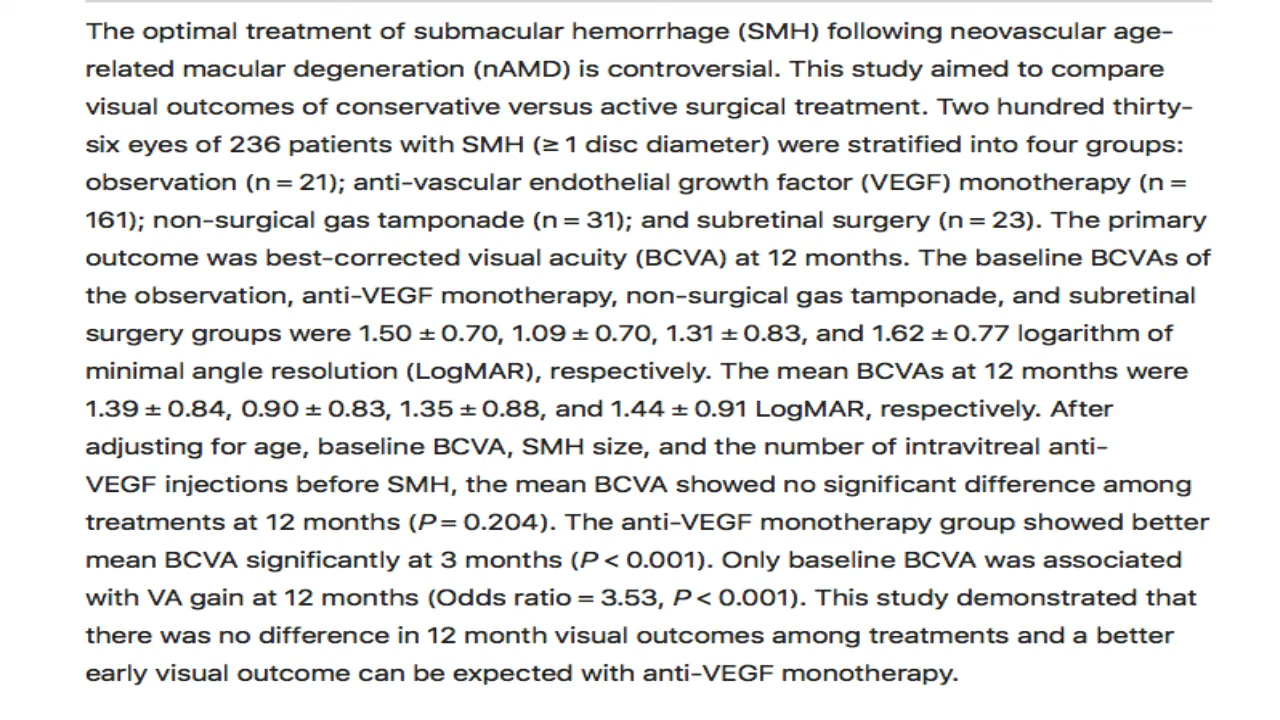 The optimal treatment of submacular hemorrhage (SMH) following neovascular age-
related macular degeneration (nAMD) is controversial. This study aimed to compare
visual outcomes of conservative versus active surgical treatment. Two hundred thirty-
six eyes of 236 patients with SMH (≥ 1 disc diameter) were stratified into four groups:
observation (n = 21); anti-vascular endothelial growth factor (VEGF) monotherapy (n =
161); non-surgical gas tamponade (n = 31); and subretinal surgery (n = 23). The primary
outcome was best-corrected visual acuity (BCVA) at 12 months. The baseline BCVAs of
the observation, anti-VEGF monotherapy, non-surgical gas tamponade, and subretinal
surgery groups were 1.50 ± 0.70, 1.09 ± 0.70, 1.31 ± 0.83, and 1.62 ± 0.77 logarithm of
minimal angle resolution (LogMAR), respectively. The mean BCVAs at 12 months were
1.39 ± 0.84, 0.90 ± 0.83, 1.35 ± 0.88, and 1.44 ± 0.91 LogMAR, respectively. After
adjusting for age, baseline BCVA, SMH size, and the number of intravitreal anti-
VEGF injections before SMH, the mean BCVA showed no significant difference among
treatments at 12 months (P = 0.204). The anti-VEGF monotherapy group showed better
mean BCVA significantly at 3 months (P < 0.001). Only baseline BCVA was associated
with VA gain at 12 months (Odds ratio = 3.53, P < 0.001). This study demonstrated that
there was no difference in 12 month visual outcomes among treatments and a better
early visual outcome can be expected with anti-VEGF monotherapy.